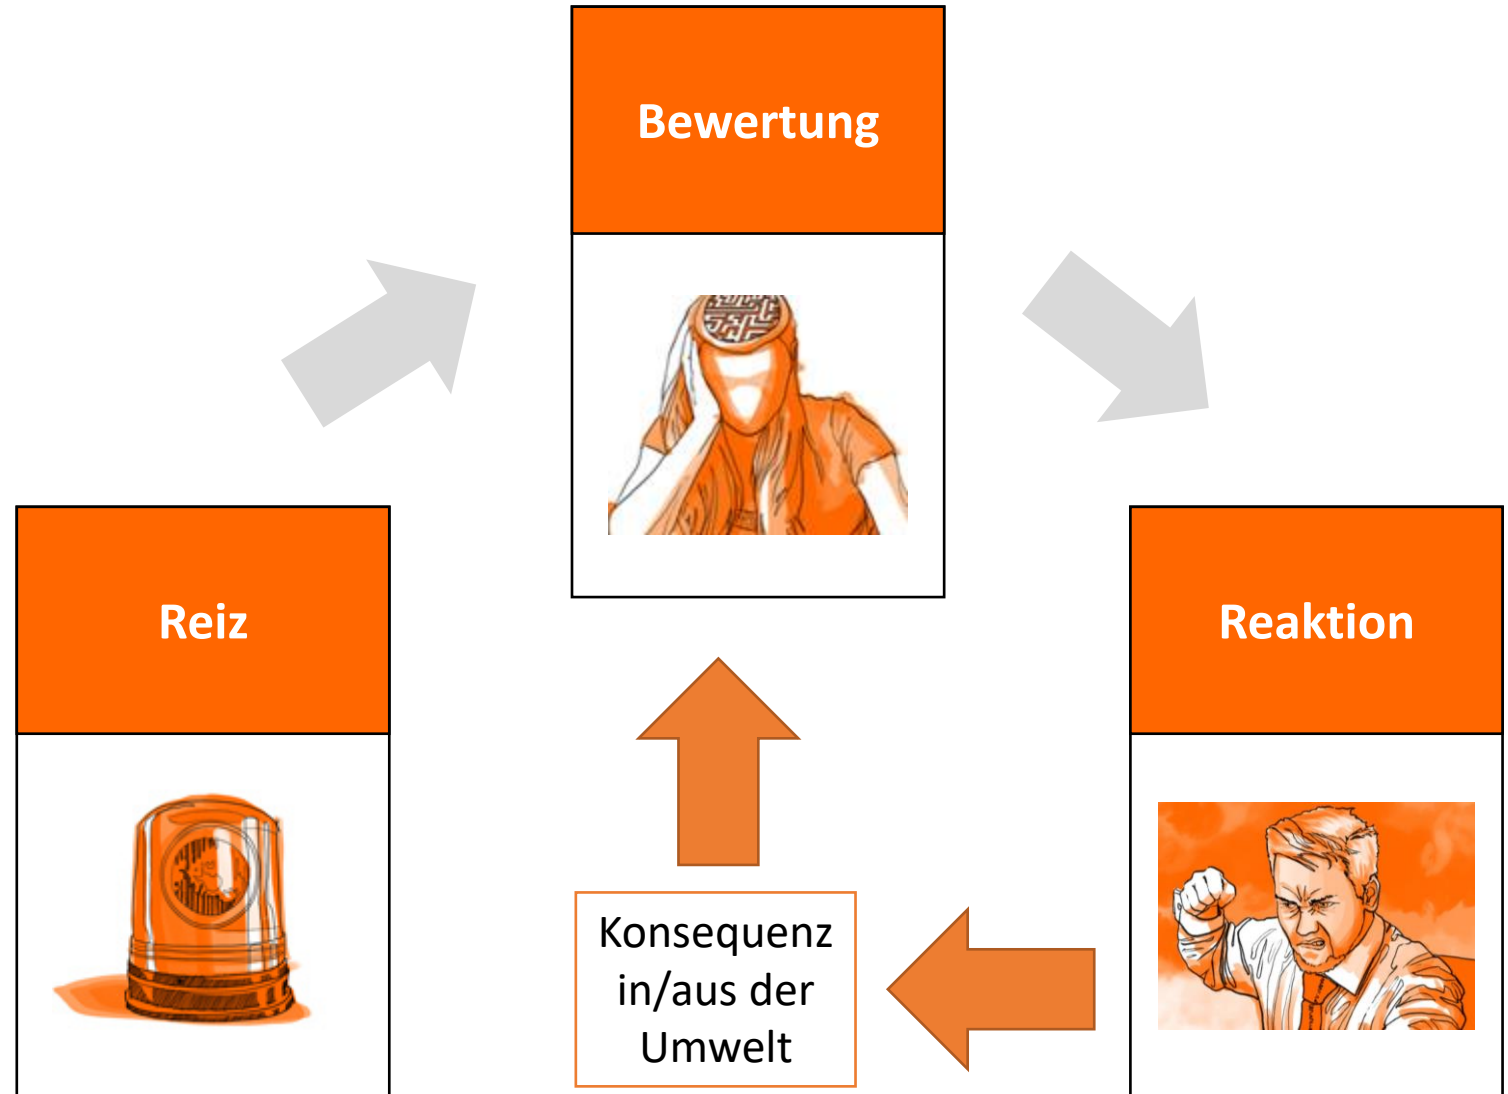 Bewertung
Reiz
Reaktion
Konsequenz
in/aus der
Umwelt